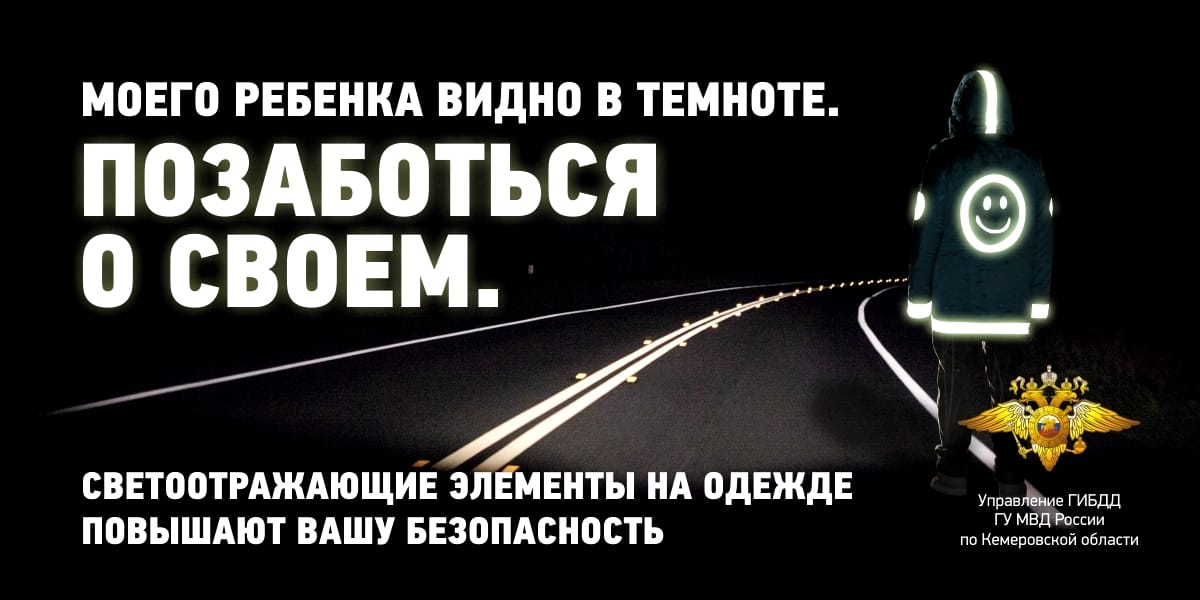 МОЕГО РЕБЕНКА ВИДНО В ТЕМНОТЕ.
ПОЗАБОТЬСЯ
О СВОЕМ.
СВЕТООТРАЖАЮЩИЕ ЭЛЕМЕНТЫ НА ОДЕЖДЕ
ПОВЫШАЮТ ВАШУ БЕЗОПАСНОСТЬ
Управление ГИБДД
ГУ МВД России
по Кемеровской области